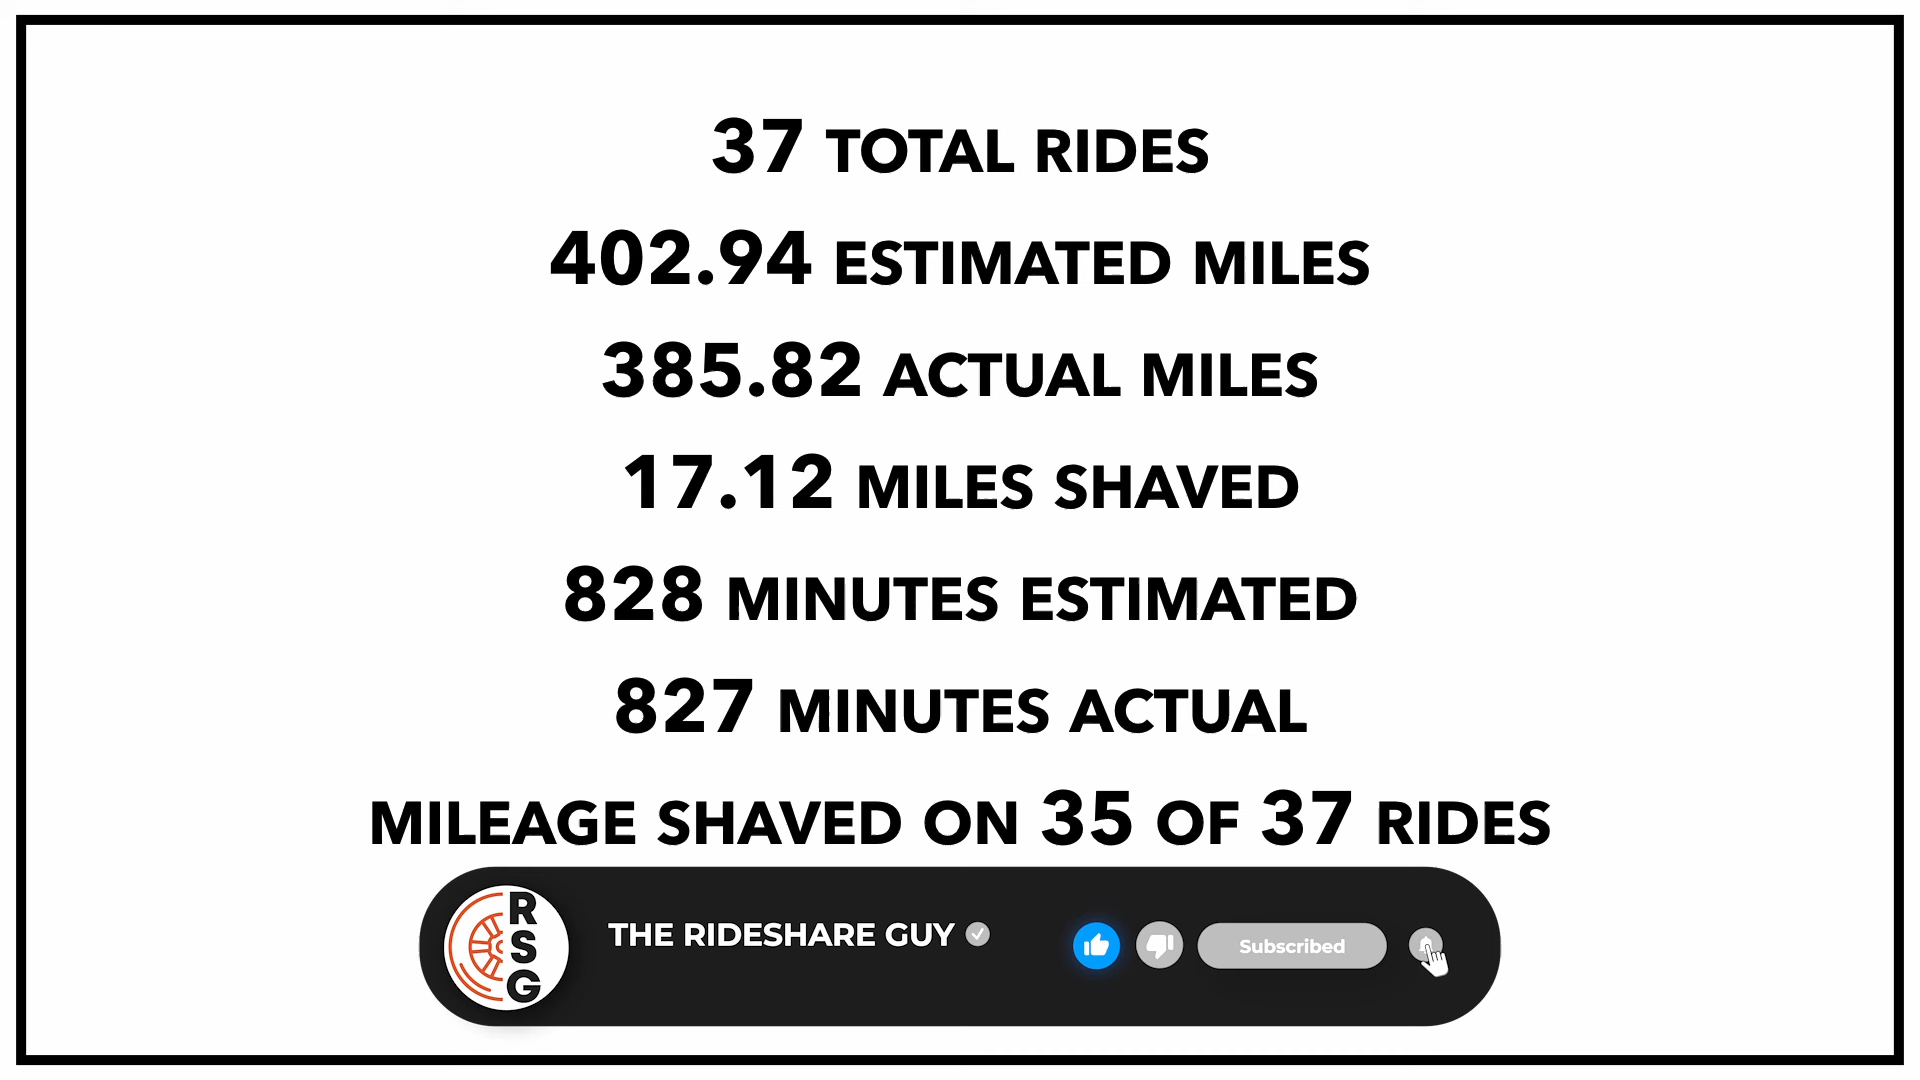 37 TOTAL RIDES
402.94 ESTIMATED MILES
385.82 ACTUAL MILES
17.12 MILES SHAVED
828 MINUTES ESTIMATED
827 MINUTES ACTUAL
MILEAGE SHAVED ON 35 OF 37 RIDES
R
S
G
THE RIDESHARE GUY
Subscribed